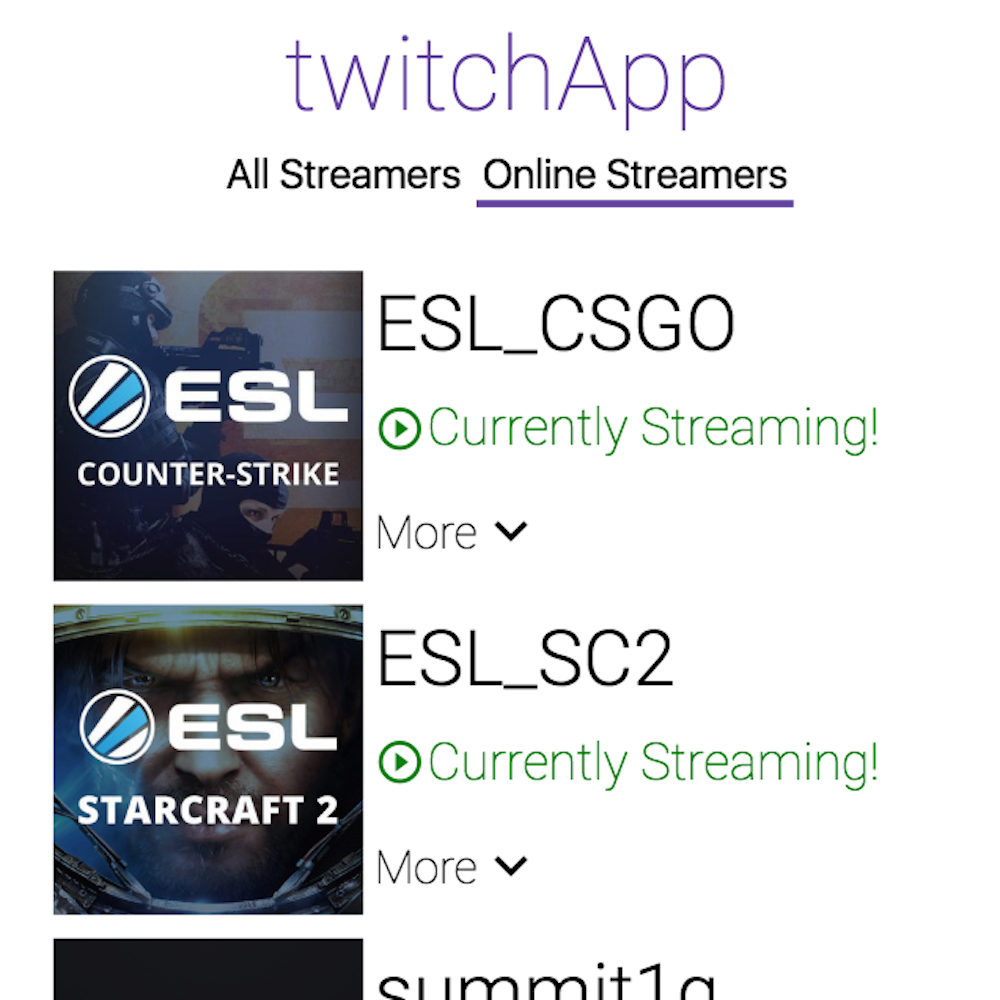 twitchApp
All Streamers Online Streamers
ESL
COUNTER-STRIKE
ESL_CSGO
Currently Streaming!
More
ESL
STARCRAFT 2
ESL_SC2
Currently Streaming!
More
summit1g